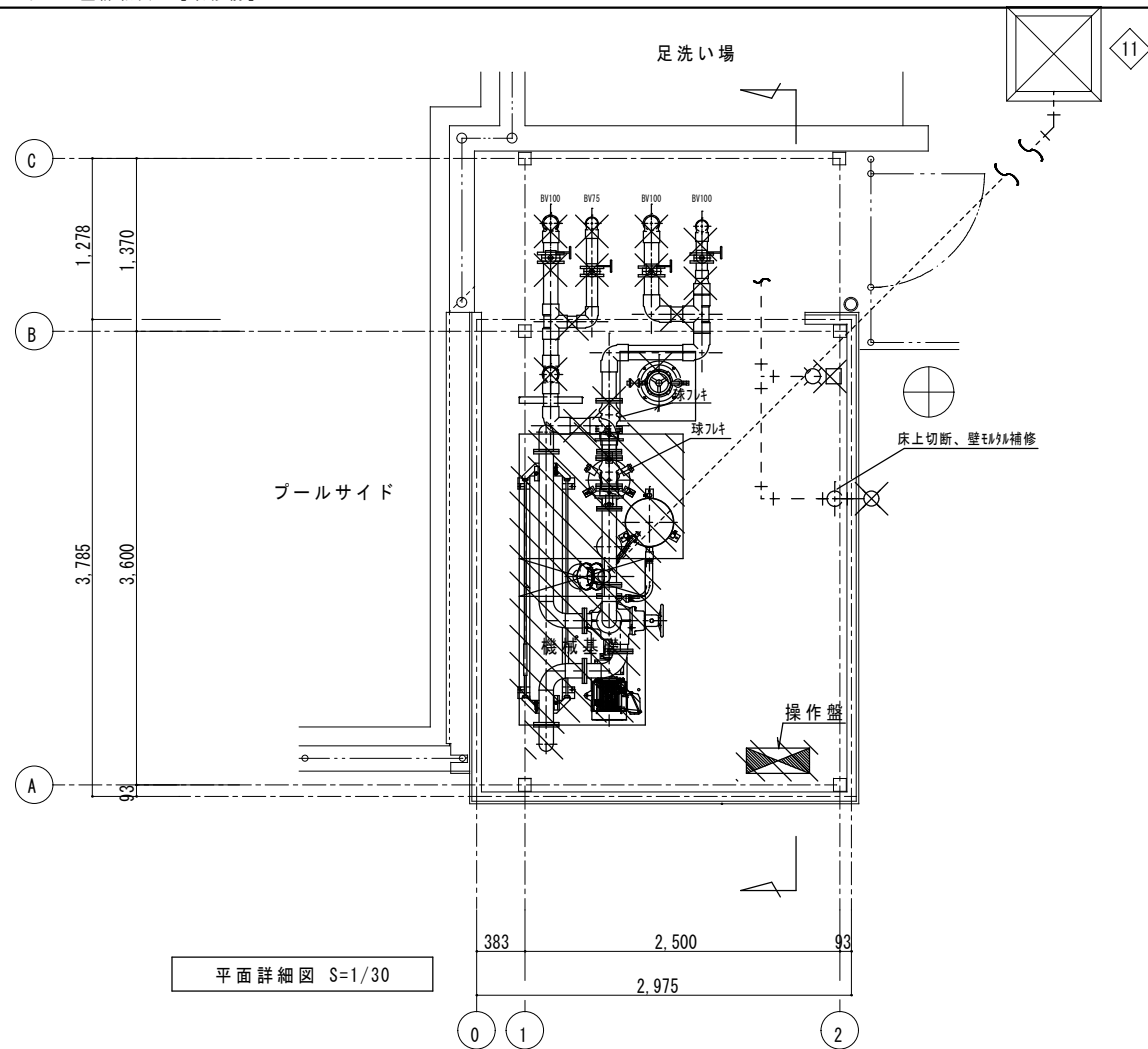 足洗い場
11
C
BV100
BV75
BV100
BV100
1,278
1,370
B
球フレキ
球フレキ
床上切断、壁モルタル補修
プールサイド
3,785
3,600
機械基礎
操作盤
A
93
383
2,500
93
平面詳細図 S=1/30
2,975
0
1
2